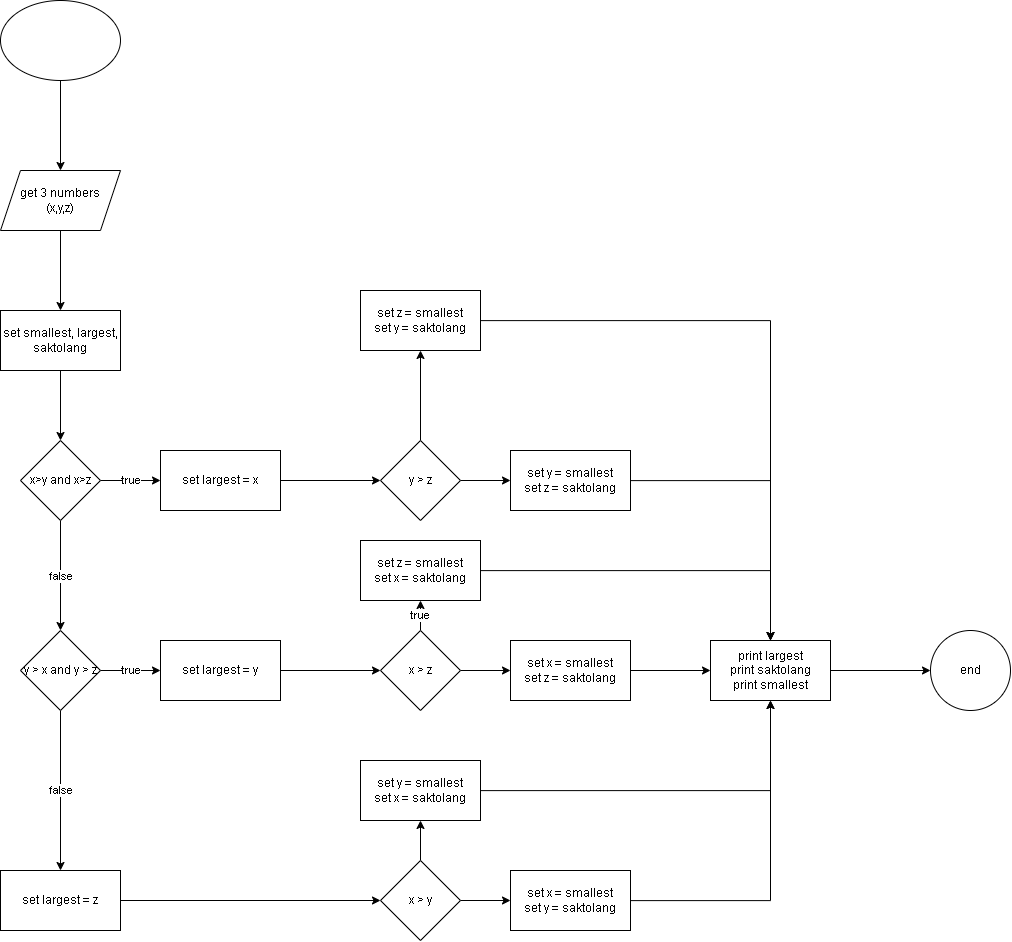 get 3 numbers
(x,y,z)
set smallest, largest,
saktolang
set z = smallest
set y = saktolang
x>y and x>z
true
set largest = x
y > z
set y = smallest
set z = saktolang
false
set z = smallest
set x = saktolang
true
y > x and y > z
true
set largest = y
x > z
set x = smallest
set z = saktolang
print largest
print saktolang
print smallest
end
false
set y = smallest
set x = saktolang
set largest = z
x > y
set x = smallest
set y = saktolang